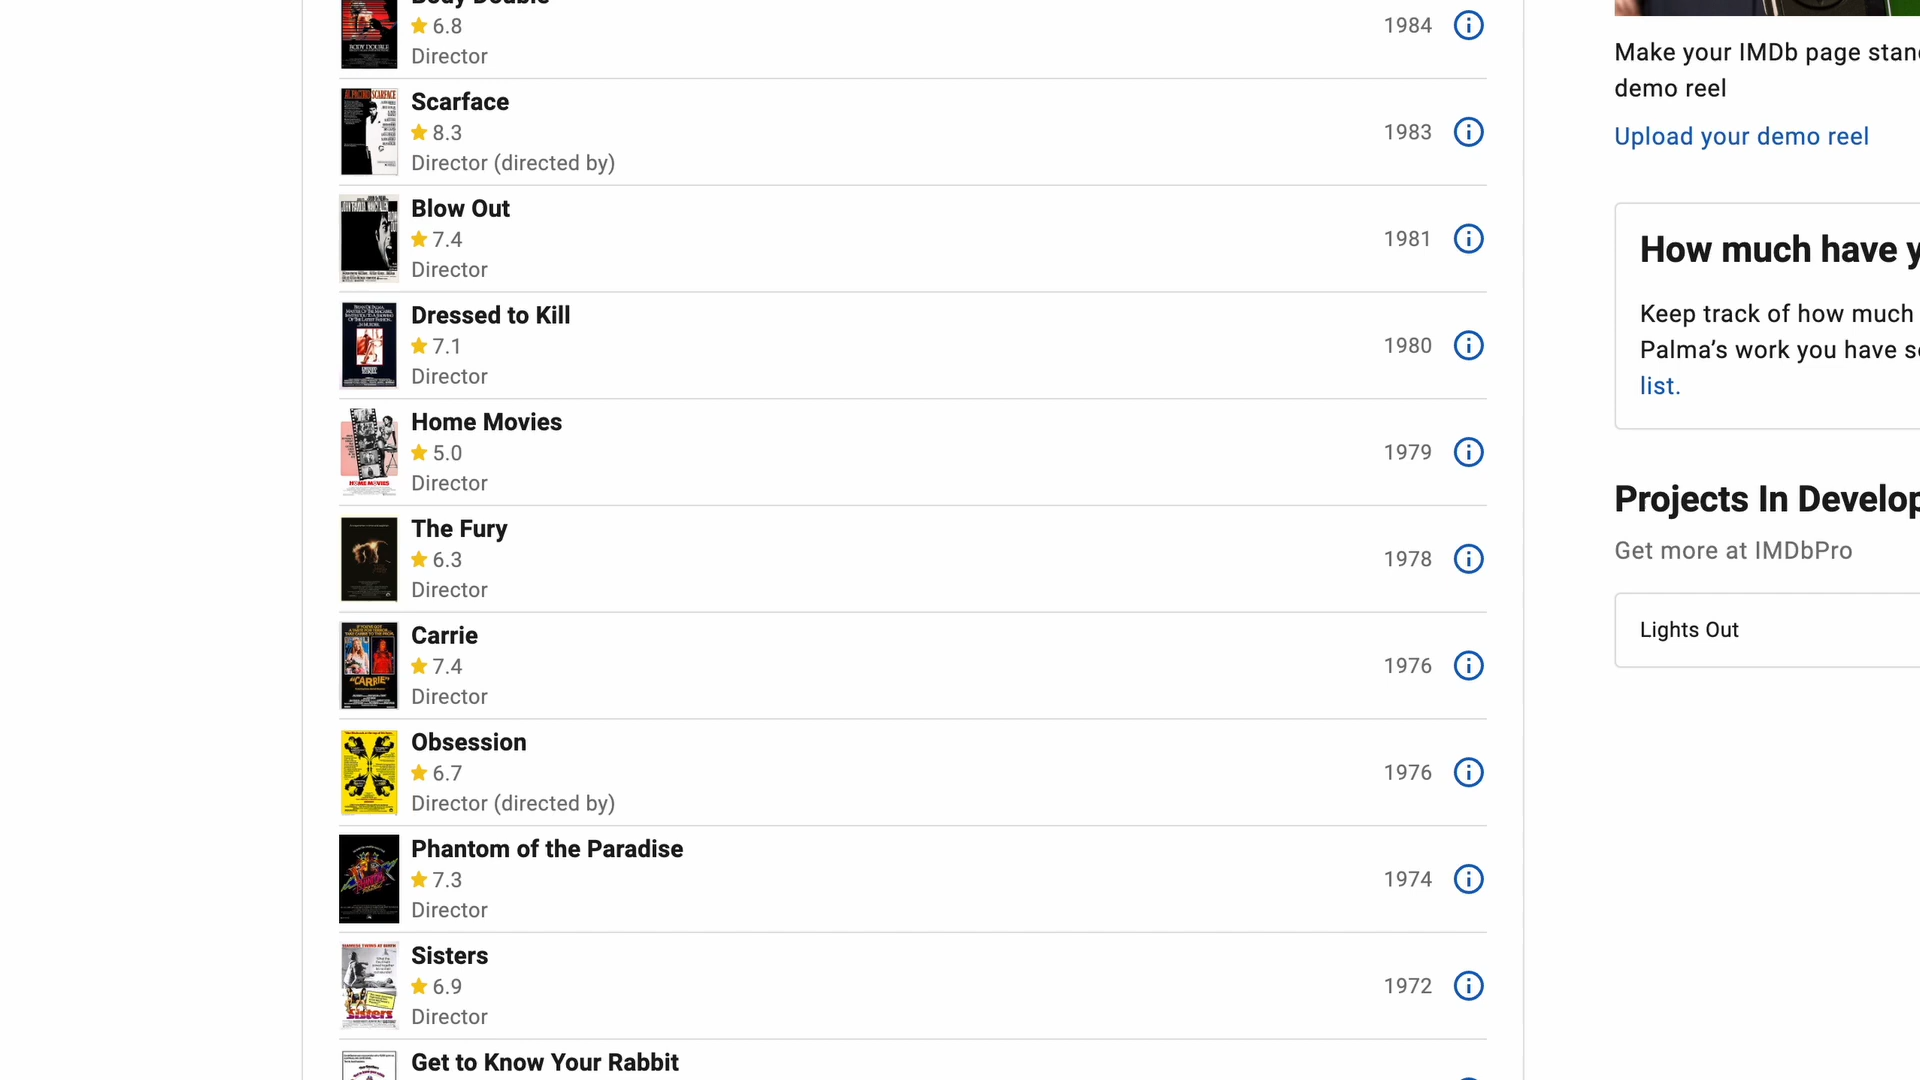 Body Double
6.8
Director
1984
Scarface
8.3
Director (directed by)
1983
Blow Out
7.4
Director
1981
Dressed to Kill
7.1
Director
1980
Home Movies
5.0
Director
1979
The Fury
6.3
Director
1978
Carrie
7.4
Director
1976
Obsession
6.7
Director (directed by)
1976
Phantom of the Paradise
7.3
Director
1974
Sisters
6.9
Director
1972
Get to Know Your Rabbit
Make your IMDb page stan
demo reel
Upload your demo reel
How much have y
Keep track of how much
Palma’s work you have s
list.
Projects In Develop
Get more at IMDbPro
Lights Out